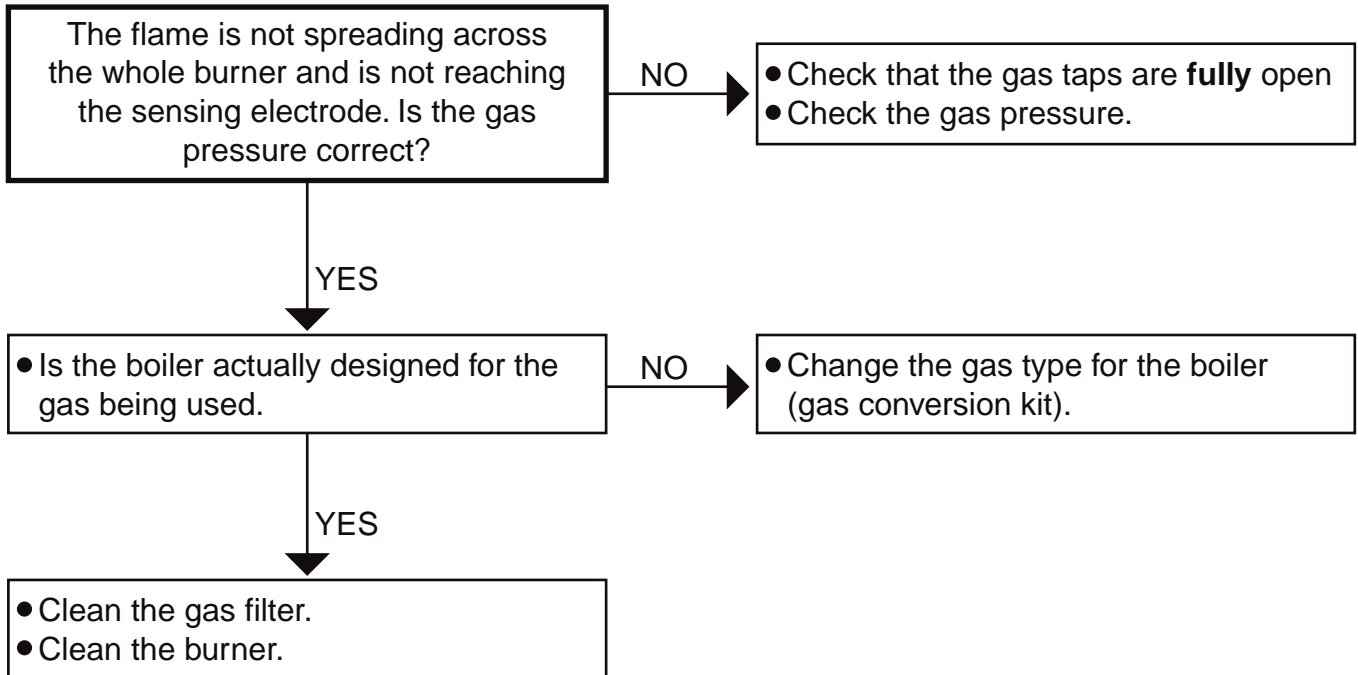 The flame is not spreading across
the whole burner and is not reaching
the sensing electrode. Is the gas
pressure correct?
NO
● Check that the gas taps are fully open
● Check the gas pressure.
YES
● Is the boiler actually designed for the
gas being used.
NO
● Change the gas type for the boiler
(gas conversion kit).
YES
● Clean the gas filter.
● Clean the burner.